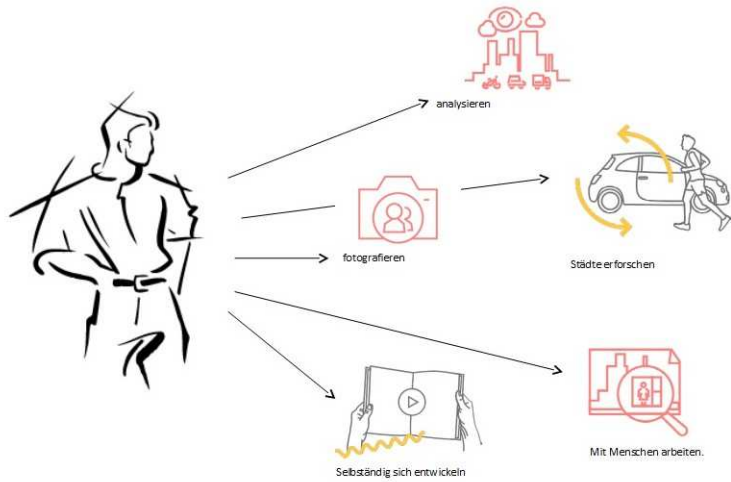 analysieren
fotografieren
Städte erforschen
Mit Menschen arbeiten.
Selbständig sich entwickeln